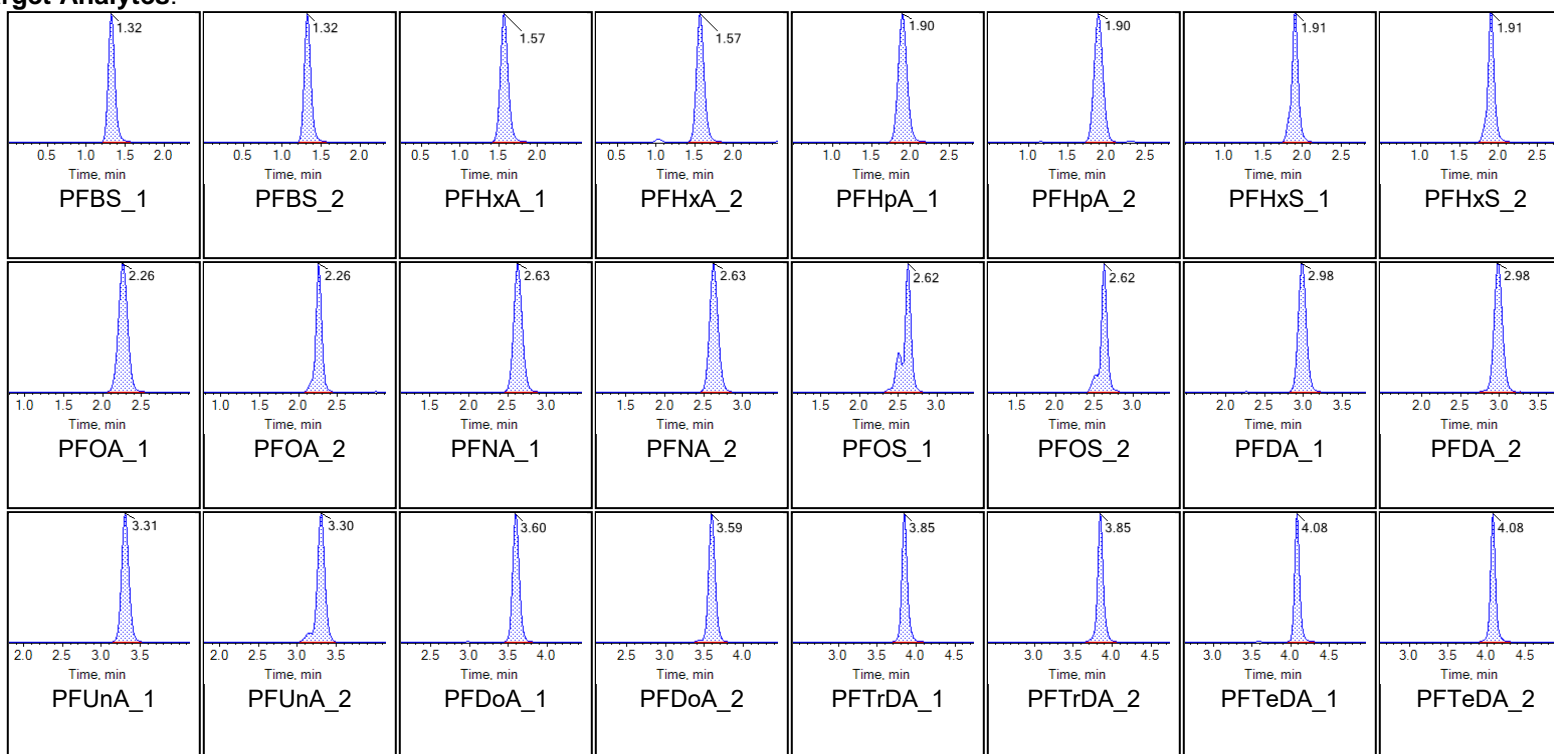 rget Analytes:
1.32 1.32 1.57 1.57 1.90 1.90 1.91 1.91
0.5 1.0 1.5 2.0 0.5 1.0 1.5 2.0 0.5 1.0 1.5 2.0 0.5 1.0 1.5 2.0 1.0 1.5 2.0 2.5 1.0 1.5 2.0 2.5 1.0 1.5 2.0 2.5 1.0 1.5 2.0 2.5
Time, min Time, min Time, min Time, min Time, min Time, min Time, min Time, min
PFBS_1 PFBS_2 PFHxA_1 PFHxA_2 PFHpA_1 PFHpA_2 PFHxS_1 PFHxS_2
2.26 2.26 2.63 2.63 2.62 2.62 2.98 2.98
1.0 1.5 2.0 2.5 1.0 1.5 2.0 2.5 1.5 2.0 2.5 3.0 1.5 2.0 2.5 3.0 1.5 2.0 2.5 3.0 1.5 2.0 2.5 3.0 2.0 2.5 3.0 3.5 2.0 2.5 3.0 3.5
Time, min Time, min Time, min Time, min Time, min Time, min Time, min Time, min
PFOA_1 PFOA_2 PFNA_1 PFNA_2 PFOS_1 PFOS_2 PFDA_1 PFDA_2
3.31 3.30 3.60 3.59 3.85 3.85 4.08 4.08
2.0 2.5 3.0 3.5 2.0 2.5 3.0 3.5 2.5 3.0 3.5 4.0 2.5 3.0 3.5 4.0 3.0 3.5 4.0 4.5 3.0 3.5 4.0 4.5 3.0 3.5 4.0 4.5 3.0 3.5 4.0 4.5
Time, min Time, min Time, min Time, min Time, min Time, min Time, min Time, min
PFUnA_1 PFUnA_2 PFDoA_1 PFDoA_2 PFTrDA_1 PFTrDA_2 PFTeDA_1 PFTeDA_2